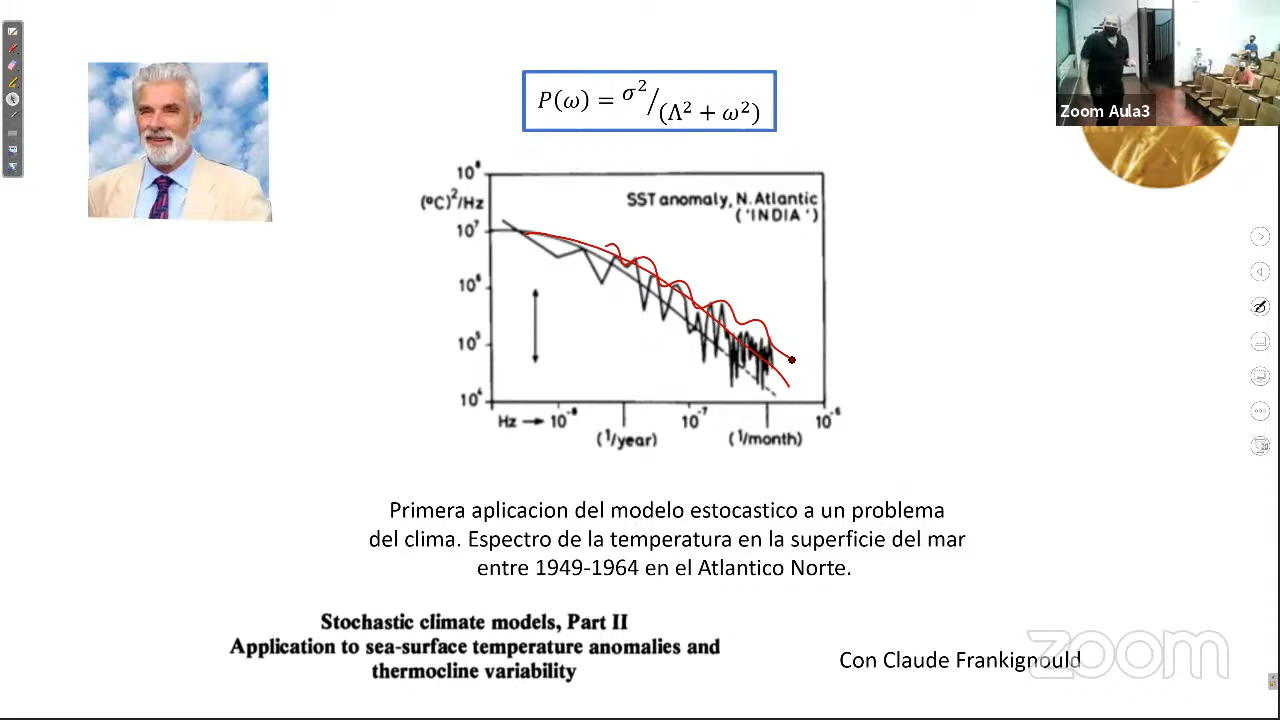 P(ω) = σ²/(Λ² + ω²)
Zoom Aula3
10⁸
(ºC)²/Hz
SST anomaly, N. Atlantic
('INDIA')
10⁷
10⁶
10⁵
10⁴
Hz → 10⁻⁸ 10⁻⁷ 10⁻⁶
(1/year) (1/month)
Primera aplicacion del modelo estocastico a un problema
del clima. Espectro de la temperatura en la superficie del mar
entre 1949-1964 en el Atlantico Norte.
Stochastic climate models, Part II
Application to sea-surface temperature anomalies and
thermocline variability
Con Claude Frankignould
zoom